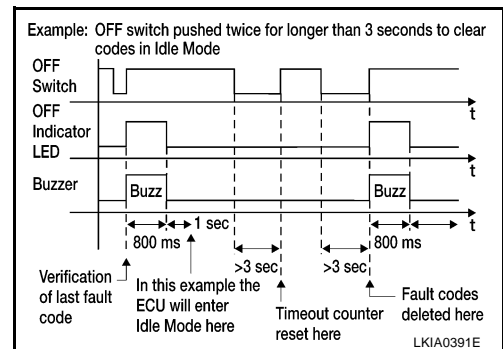 Example: OFF switch pushed twice for longer than 3 seconds to clear
codes in Idle Mode
OFF
Switch
t
OFF
Indicator
LED
t
Buzzer
Buzz
Buzz
t
1 sec
800 ms
>3 sec
>3 sec
800 ms
Verification
of last fault
code
In this example the
ECU will enter
Idle Mode here
Timeout counter
reset here
Fault codes
deleted here
LKIA0391E